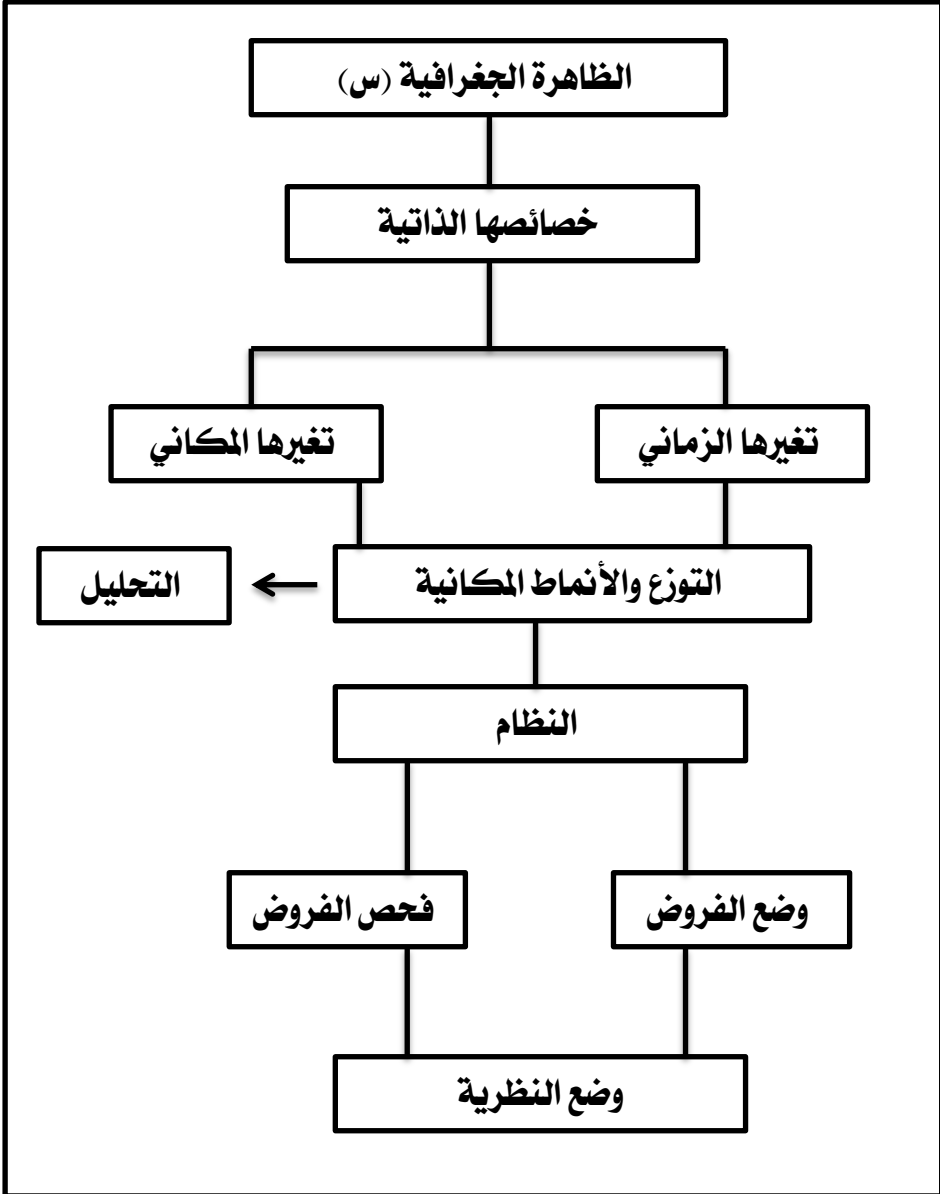 الظاهرة الجغرافية (س)
خصائصها الذاتية
تغيرها الزماني
تغيرها المكاني
التوزع والأنماط المكانية
التحليل
النظام
وضع الفروض
فحص الفروض
وضع النظرية